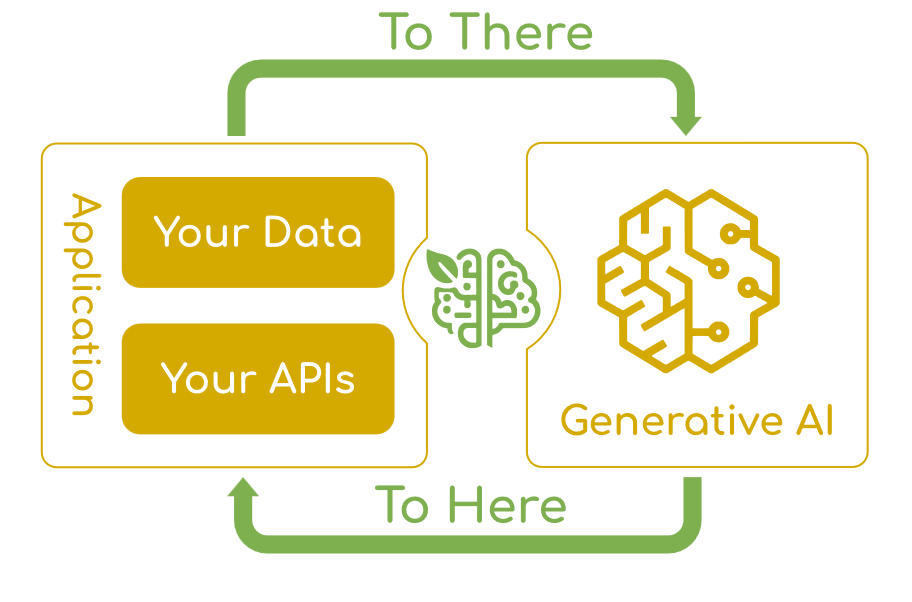 To There
Application
Your Data
Your APIs
Generative AI
To Here